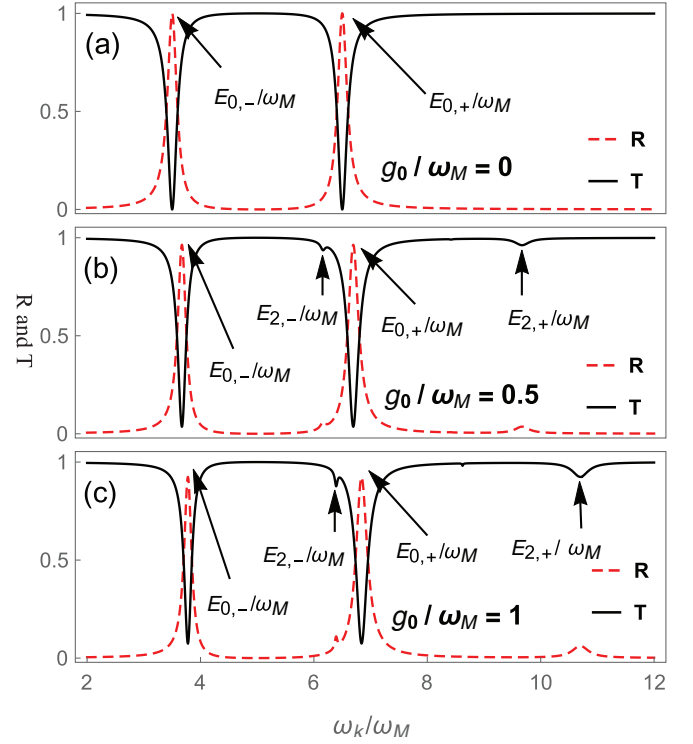 (a)
1
0.5
0
E0,-/ωM
E0,+/ωM
R
T
g0 / ωM = 0
(b)
1
0.5
0
E2,-/ωM
E0,+/ωM
E2,+/ωM
E0,-/ωM
R
T
g0 / ωM = 0.5
R and T
(c)
1
0.5
0
E2,-/ωM
E0,+/ωM
E2,+/ ωM
E0,-/ωM
R
T
g0 / ωM = 1
2 4 6 8 10 12
ωk/ωM